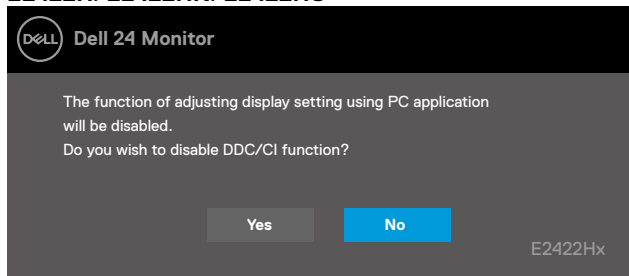 DELL Dell 24 Monitor
The function of adjusting display setting using PC application
will be disabled.
Do you wish to disable DDC/CI function?
Yes No
E2422Hx